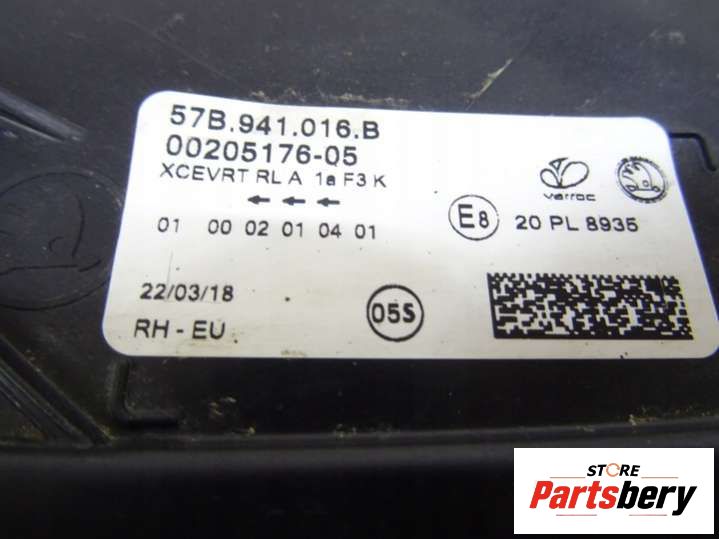 57B.941.016.B
00205176-05
XCEVRT RL A 1a F3 K
01 00 02 01 04 01
22/03/18
RH - EU
05S
varroc
E8 20 PL 8935
STORE
Partsbery